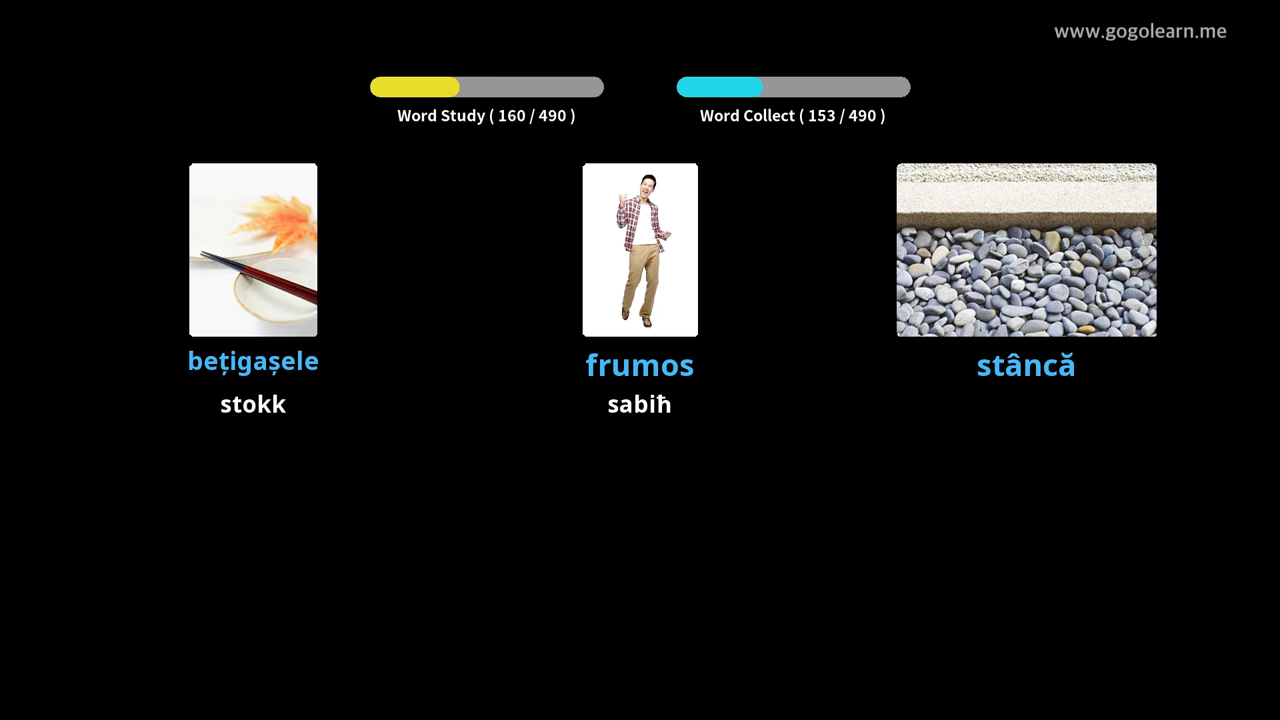 www.gogolearn.me
Word Study ( 160 / 490 )
Word Collect ( 153 / 490 )
bețigașele
frumos
stâncă
stokk
sabiħ